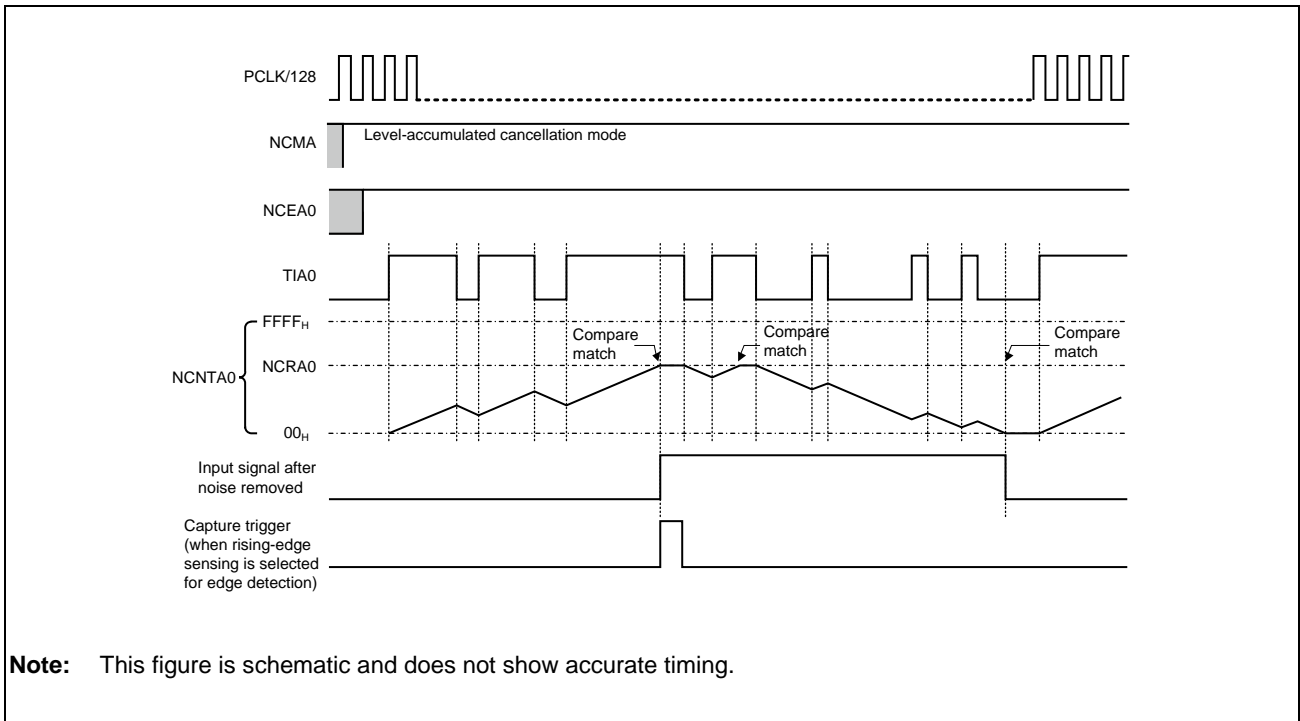 PCLK/128
NCMA
Level-accumulated cancellation mode
NCEA0
TIA0
FFFFH
Compare
match
Compare
match
Compare
match
NCRA0
NCNTA0
00H
Input signal after
noise removed
Capture trigger
(when rising-edge
sensing is selected
for edge detection)
Note: This figure is schematic and does not show accurate timing.